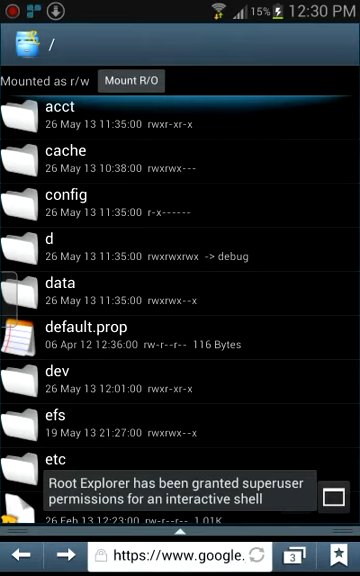 15% 12:30 PM
/
Mounted as r/w Mount R/O
acct
26 May 13 11:35:00 rwxr-xr-x
cache
26 May 13 10:38:00 rwxrwx---
config
26 May 13 11:35:00 r-x------
d
26 May 13 11:35:00 rwxrwxrwx -> debug
data
26 May 13 11:35:00 rwxrwx--x
default.prop
06 Apr 12 12:36:00 rw-r--r-- 116 Bytes
dev
26 May 13 12:01:00 rwxr-xr-x
efs
19 May 13 21:27:00 rwxrwx--x
etc
Root Explorer has been granted superuser
permissions for an interactive shell
26 Feb 13 12:23:00 rw-r--r-- 1.01K
https://www.google. 3